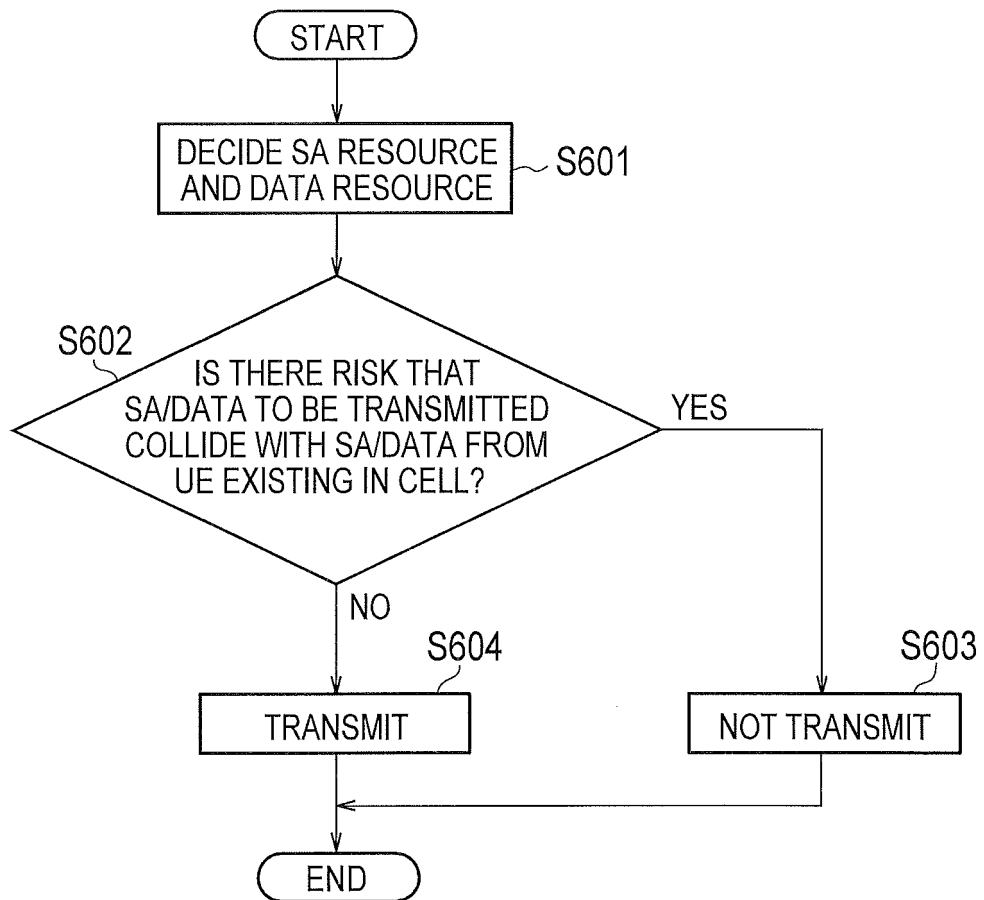 START
DECIDE SA RESOURCE
AND DATA RESOURCE
S601
S602
IS THERE RISK THAT
SA/DATA TO BE TRANSMITTED
COLLIDE WITH SA/DATA FROM
UE EXISTING IN CELL?
YES
NO
S604
S603
TRANSMIT
NOT TRANSMIT
END